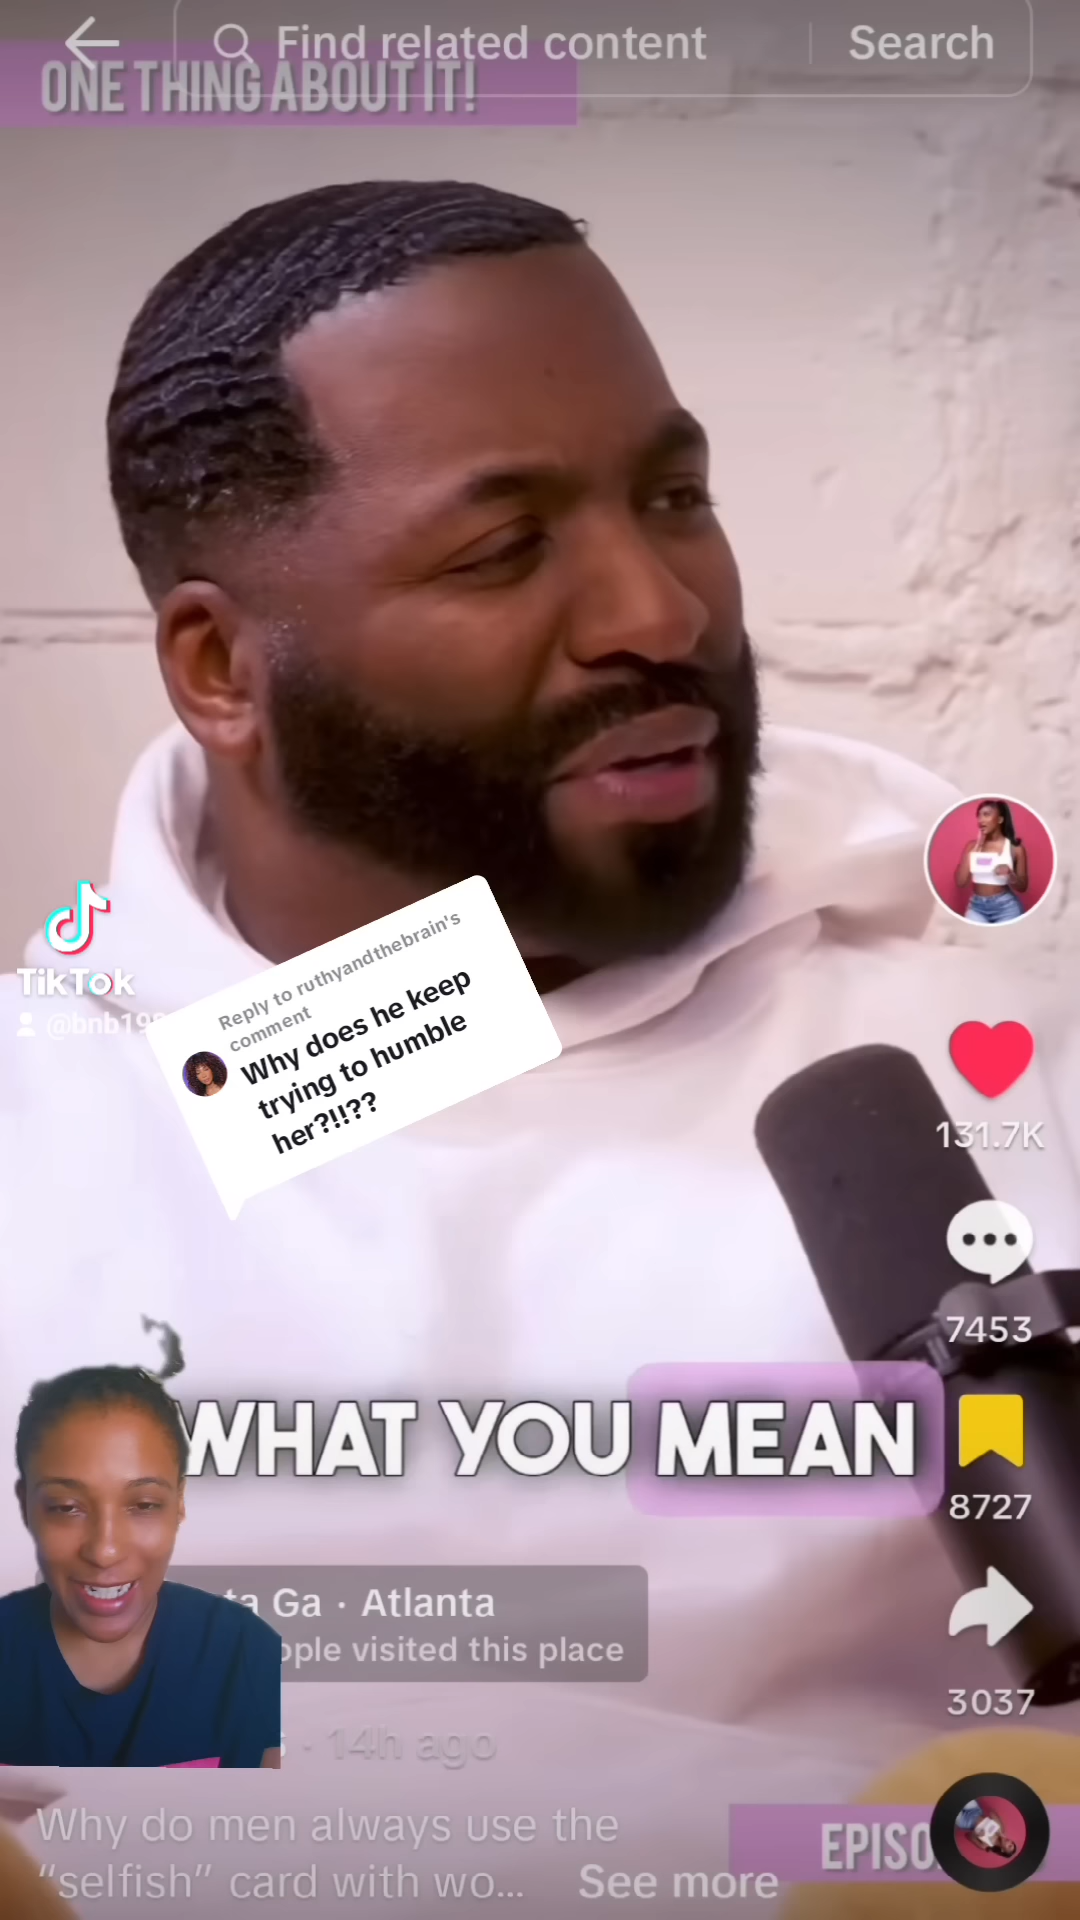 Find related content
Search
ONE THING ABOUT IT!
TikTok
Reply to ruthyandthebrain's
comment
Why does he keep
trying to humble
her?!!??
131.7K
7453
WHAT YOU MEAN
8727
Ga · Atlanta
visited this place
3037
· 14h ago
Why do men always use the
“selfish” card with wo... See more